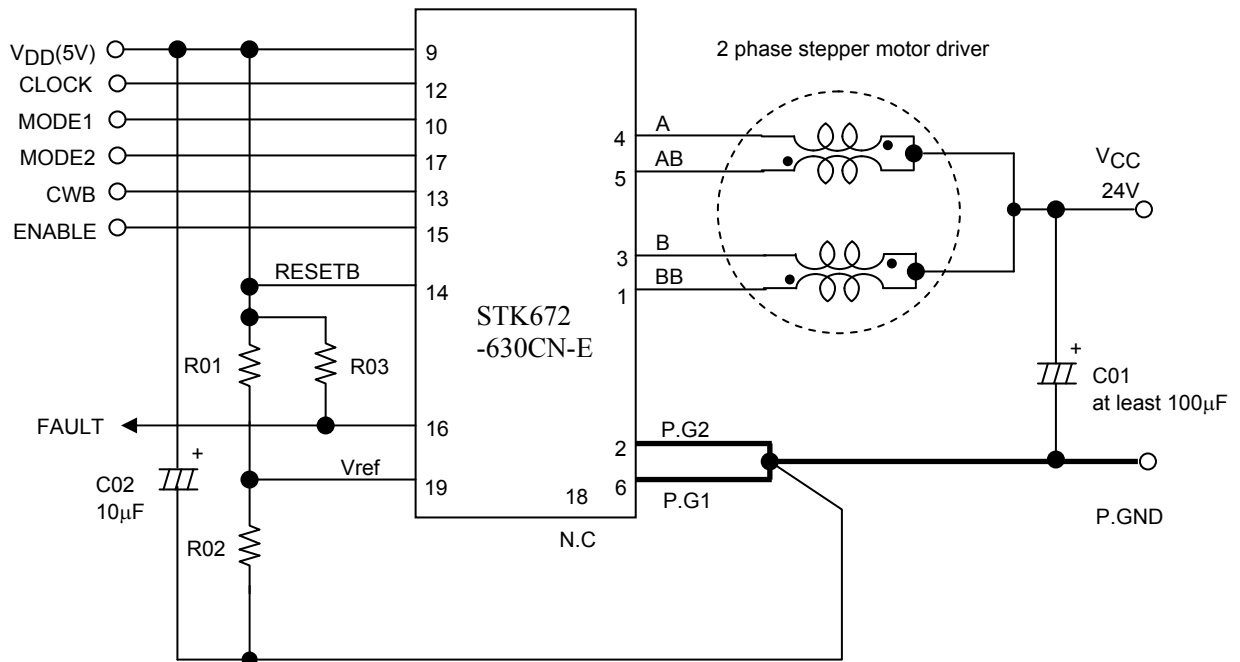 VDD(5V)
CLOCK
MODE1
MODE2
CWB
ENABLE
9
12
10
17
13
15
RESETB
14
R01
R03
FAULT
16
Vref
19
C02
10μF
+
R02
STK672
-630CN-E
18
N.C
2 phase stepper motor driver
4
A
5
AB
3
B
1
BB
2
P.G2
6
P.G1
VCC
24V
+
C01
at least 100μF
P.GND